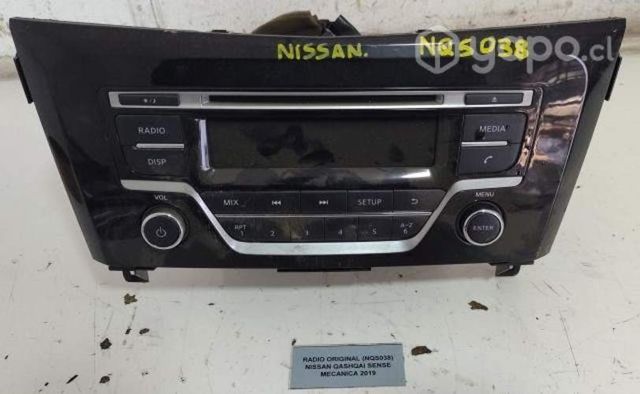 NISSAN. NQS038
yapo.cl
RADIO
MEDIA
DISP
VOL
MIX
SETUP
MENU
RPT
1 2 3 4 5 6
A-Z
ENTER
RADIO ORIGINAL (NQS038)
NISSAN QASHQAI SENSE
MECANICA 2019